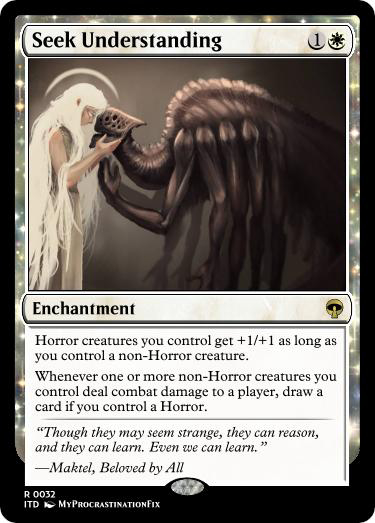 Seek Understanding 1
Enchantment
Horror creatures you control get +1/+1 as long as
you control a non-Horror creature.
Whenever one or more non-Horror creatures you
control deal combat damage to a player, draw a
card if you control a Horror.
“Though they may seem strange, they can reason,
and they can learn. Even we can learn.”
—Maktel, Beloved by All
R 0032
ITD MyProcrastinationFix